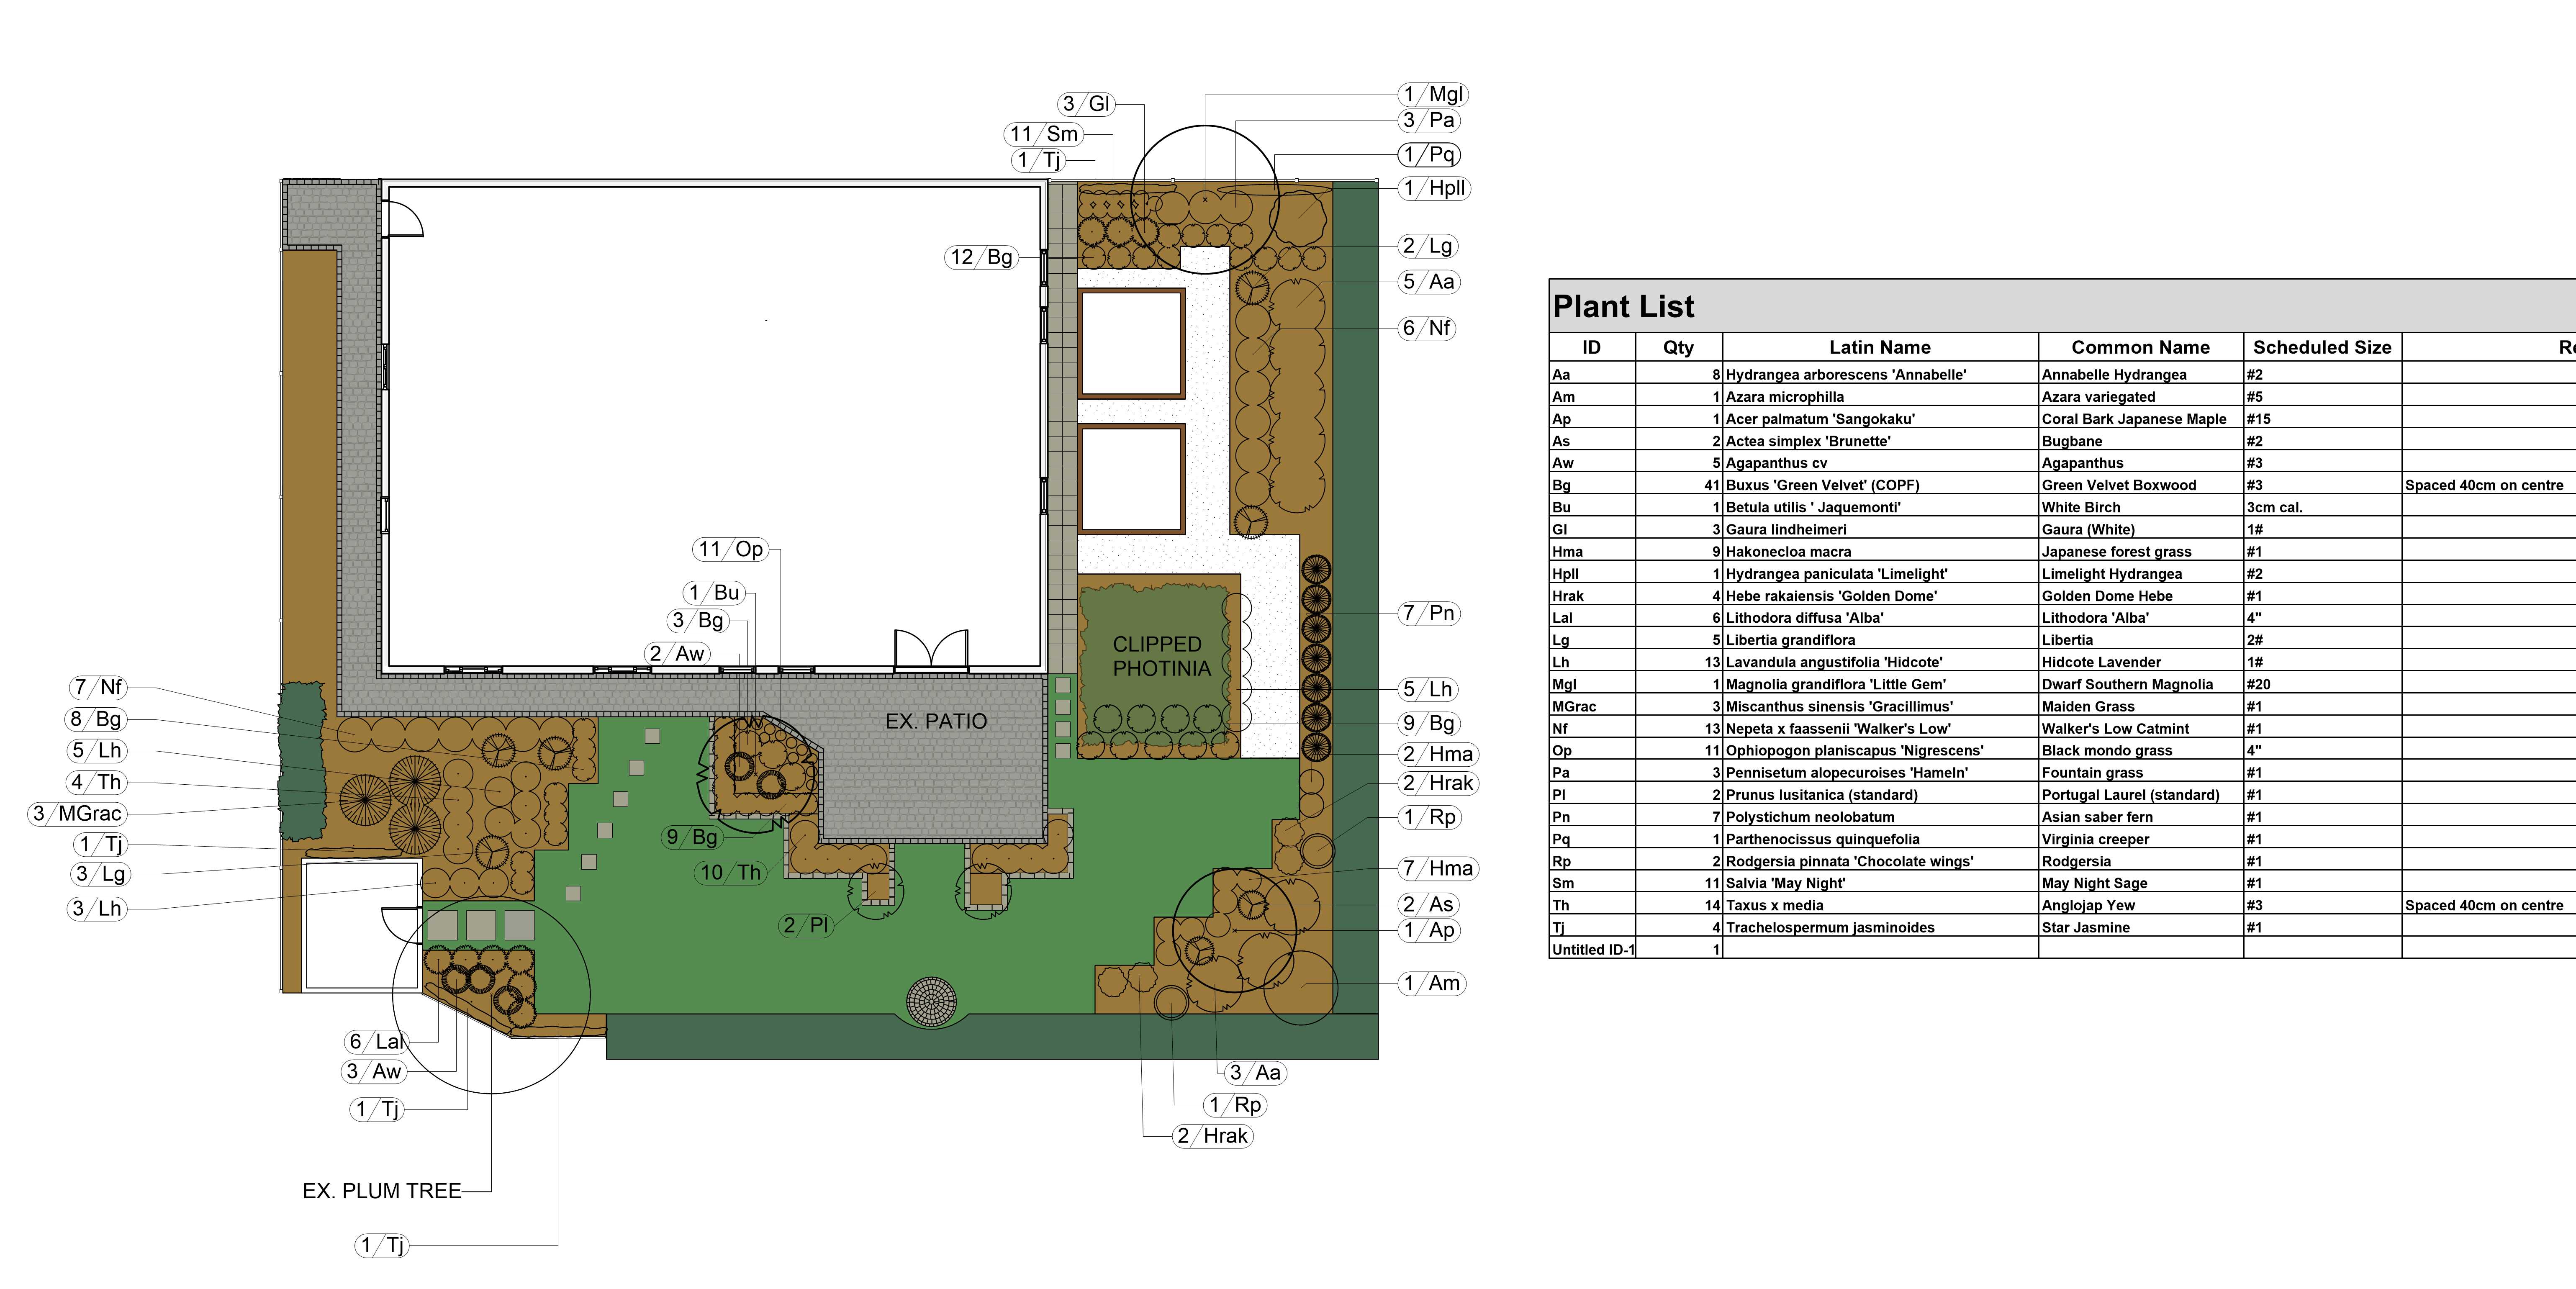 3/Gl
11/Sm
1/Tj
1/Mgl
3/Pa
1/Pq
1/Hpll
12/Bg
2/Lg
5/Aa
6/Nf
11/Op
1/Bu
3/Bg
2/Aw
7/Pn
CLIPPED
PHOTINIA
7/Nf
8/Bg
5/Lh
4/Th
3/MGrac
1/Tj
3/Lg
3/Lh
EX. PATIO
5/Lh
9/Bg
2/Hma
2/Hrak
1/Rp
9/Bg
10/Th
2/Pl
7/Hma
2/As
1/Ap
1/Am
6/Lal
3/Aw
1/Tj
3/Aa
1/Rp
2/Hrak
EX. PLUM TREE
1/Tj
Plant List
ID Qty Latin Name Common Name Scheduled Size
Aa 8 Hydrangea arborescens 'Annabelle' Annabelle Hydrangea #2
Am 1 Azara microphilla Azara variegated #5
Ap 1 Acer palmatum 'Sangokaku' Coral Bark Japanese Maple #15
As 2 Actea simplex 'Brunette' Bugbane #2
Aw 5 Agapanthus cv Agapanthus #3
Bg 41 Buxus 'Green Velvet' (COPF) Green Velvet Boxwood #3 Spaced 40cm on centre
Bu 1 Betula utilis ' Jaquemonti' White Birch 3cm cal.
Gl 3 Gaura lindheimeri Gaura (White) 1#
Hma 9 Hakonecloa macra Japanese forest grass #1
Hpll 1 Hydrangea paniculata 'Limelight' Limelight Hydrangea #2
Hrak 4 Hebe rakaiensis 'Golden Dome' Golden Dome Hebe #1
Lal 6 Lithodora diffusa 'Alba' Lithodora 'Alba' 4"
Lg 5 Libertia grandiflora Libertia 2#
Lh 13 Lavandula angustifolia 'Hidcote' Hidcote Lavender 1#
Mgl 1 Magnolia grandiflora 'Little Gem' Dwarf Southern Magnolia #20
MGrac 3 Miscanthus sinensis 'Gracillimus' Maiden Grass #1
Nf 13 Nepeta x faassenii 'Walker's Low' Walker's Low Catmint #1
Op 11 Ophiopogon planiscapus 'Nigrescens' Black mondo grass 4"
Pa 3 Pennisetum alopecuroises 'Hameln' Fountain grass #1
Pl 2 Prunus lusitanica (standard) Portugal Laurel (standard) #1
Pn 7 Polystichum neolobatum Asian saber fern #1
Pq 1 Parthenocissus quinquefolia Virginia creeper #1
Rp 2 Rodgersia pinnata 'Chocolate wings' Rodgersia #1
Sm 11 Salvia 'May Night' May Night Sage #1
Th 14 Taxus x media Anglojap Yew #3 Spaced 40cm on centre
Tj 4 Trachelospermum jasminoides Star Jasmine #1
Untitled ID-1 1